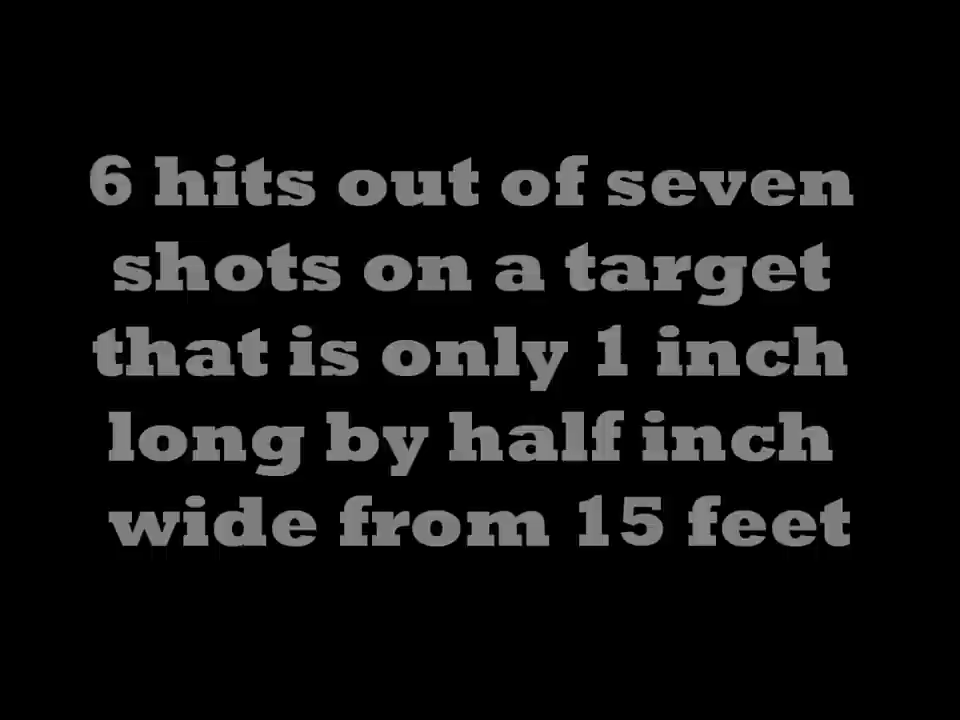 6 hits out of seven
shots on a target
that is only 1 inch
long by half inch
wide from 15 feet